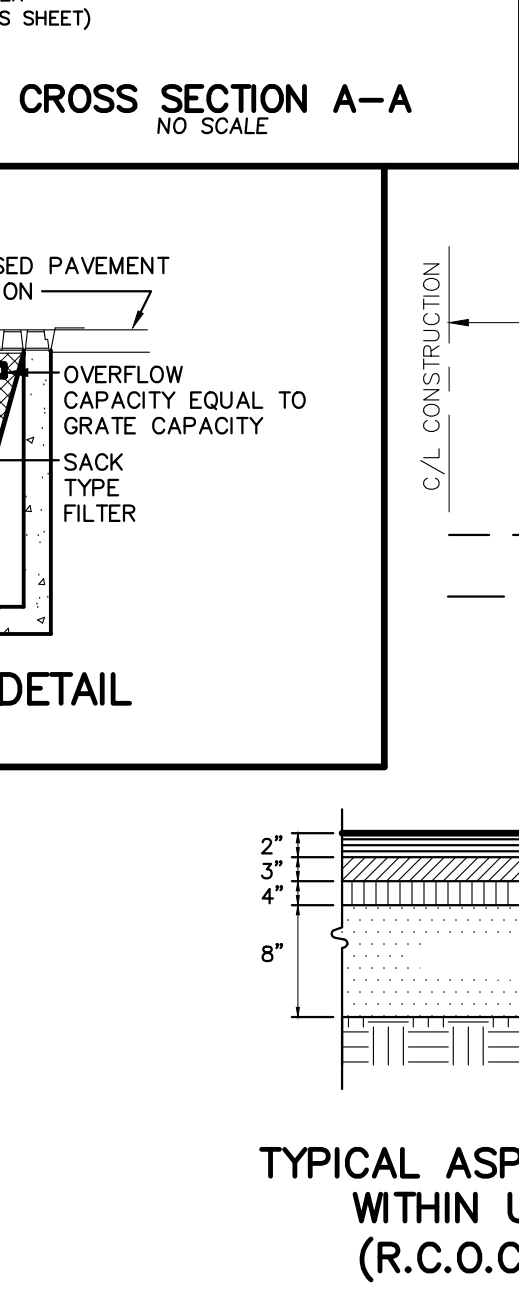 S SHEET)
CROSS SECTION A-A
NO SCALE
SED PAVEMENT
ON
OVERFLOW
CAPACITY EQUAL TO
GRATE CAPACITY
SACK
TYPE
FILTER
DETAIL
C/L CONSTRUCTION
2"
3"
4"
8"
TYPICAL ASP
WITHIN U
(R.C.O.C